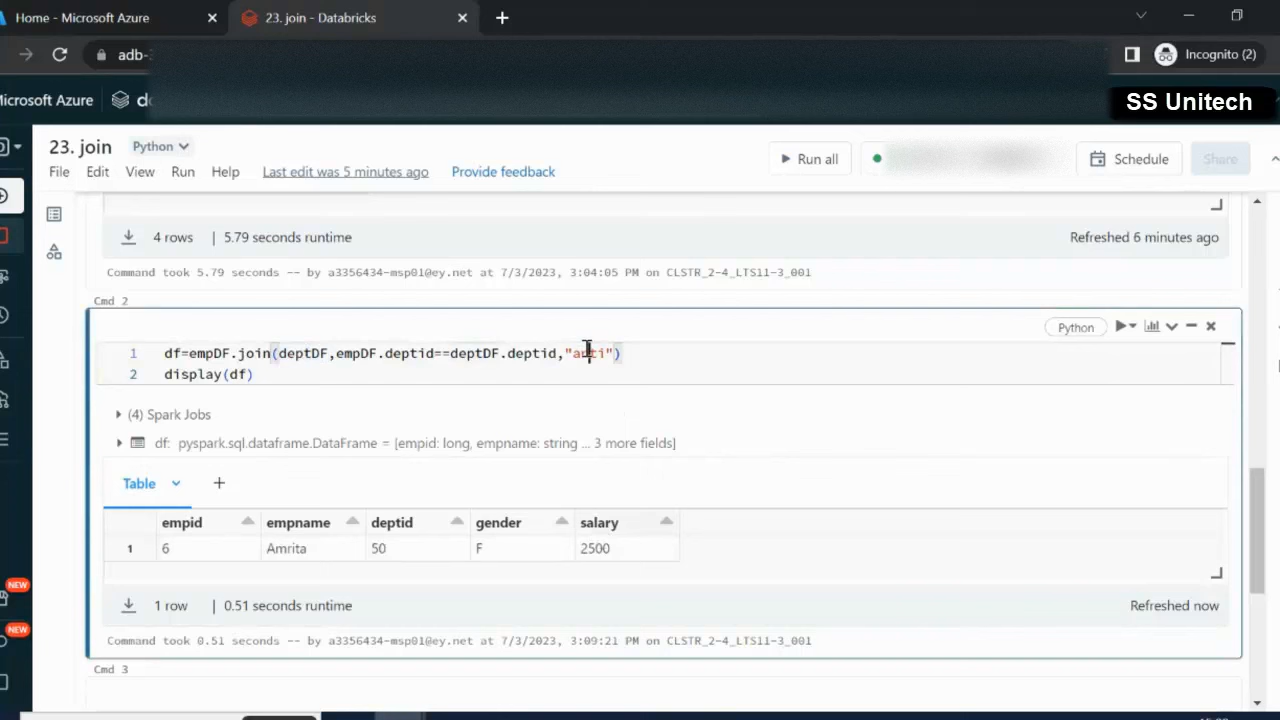 Home - Microsoft Azure
23. join - Databricks
adb-
Incognito (2)
Microsoft Azure
SS Unitech
23. join
Python
Run all
Schedule
Share
File
Edit
View
Run
Help
Last edit was 5 minutes ago
Provide feedback
4 rows | 5.79 seconds runtime
Refreshed 6 minutes ago
Command took 5.79 seconds -- by a3356434-msp01@ey.net at 7/3/2023, 3:04:05 PM on CLSTR_2-4_LTS11-3_001
Cmd 2
Python
1 df=empDF.join(deptDF,empDF.deptid==deptDF.deptid,"anti")
2 display(df)
(4) Spark Jobs
df: pyspark.sql.dataframe.DataFrame = [empid: long, empname: string ... 3 more fields]
Table
empid empname deptid gender salary
1 6 Amrita 50 F 2500
1 row | 0.51 seconds runtime
Refreshed now
Command took 0.51 seconds -- by a3356434-msp01@ey.net at 7/3/2023, 3:09:21 PM on CLSTR_2-4_LTS11-3_001
NEW
NEW
Cmd 3